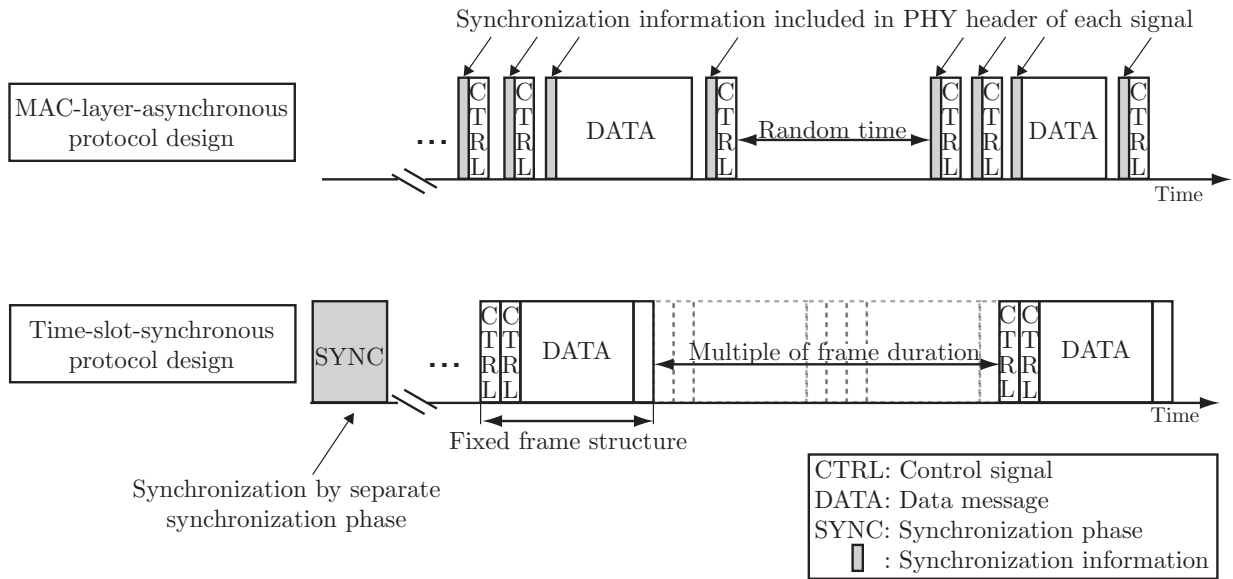 Synchronization information included in PHY header of each signal
MAC-layer-asynchronous
protocol design
...
CTRL
CTRL
DATA
CTRL
Random time
CTRL
CTRL
DATA
CTRL
Time
Time-slot-synchronous
protocol design
SYNC
...
CTRL
CTRL
DATA
Multiple of frame duration
CTRL
CTRL
DATA
Time
Fixed frame structure
Synchronization by separate
synchronization phase
CTRL: Control signal
DATA: Data message
SYNC: Synchronization phase
: Synchronization information